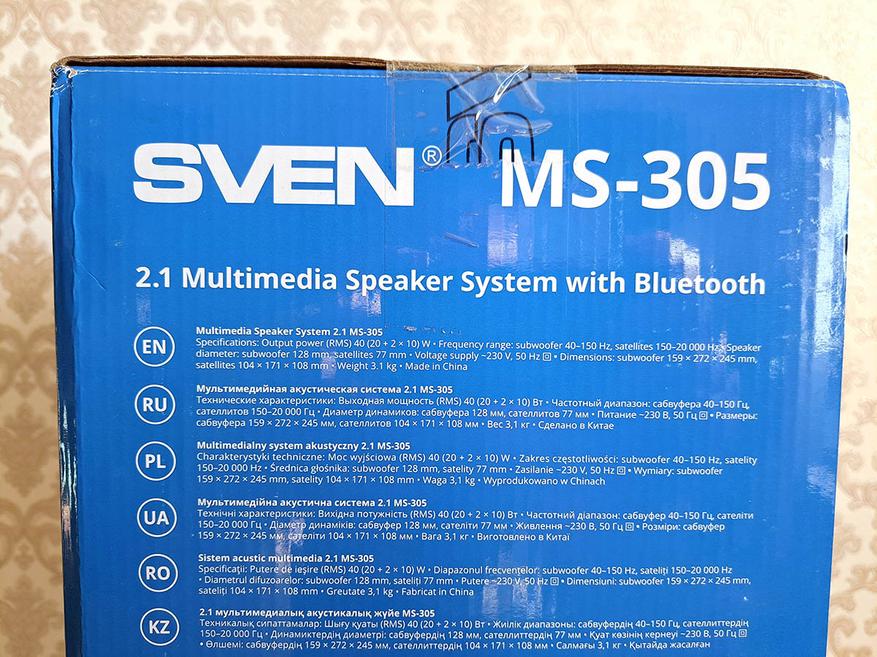 SVEN® MS-305
2.1 Multimedia Speaker System with Bluetooth
EN
Multimedia Speaker System 2.1 MS-305
Specifications: Output power (RMS) 40 (20 + 2 × 10) W • Frequency range: subwoofer 40–150 Hz, satellites 150–20 000 Hz • Speaker
diameter: subwoofer 128 mm, satellites 77 mm • Voltage supply ~230 V, 50 Hz • Dimensions: subwoofer 159 × 272 × 245 mm,
satellites 104 × 171 × 108 mm • Weight 3.1 kg • Made in China
RU
Мультимедийная акустическая система 2.1 MS-305
Технические характеристики: Выходная мощность (RMS) 40 (20 + 2 × 10) Вт • Частотный диапазон: сабвуфера 40–150 Гц,
сателлитов 150–20 000 Гц • Диаметр динамиков: сабвуфера 128 мм, сателлитов 77 мм • Питание ~230 В, 50 Гц • Размеры:
сабвуфера 159 × 272 × 245 мм, сателлитов 104 × 171 × 108 мм • Вес 3,1 кг • Сделано в Китае
PL
Multimedialny system akustyczny 2.1 MS-305
Charakterystyki techniczne: Moc wyjściowa (RMS) 40 (20 + 2 × 10) W • Zakres częstotliwości: subwoofer 40–150 Hz, satelity
150–20 000 Hz • Średnica głośnika: subwoofer 128 mm, satelity 77 mm • Zasilanie ~230 V, 50 Hz • Wymiary: subwoofer
159 × 272 × 245 mm, satelity 104 × 171 × 108 mm • Waga 3,1 kg • Wyprodukowano w Chinach
UA
Мультимедійна акустична система 2.1 MS-305
Технічні характеристики: Вихідна потужність (RMS) 40 (20 + 2 × 10) Вт • Частотний діапазон: сабвуфер 40–150 Гц, сателіти
150–20 000 Гц • Діаметр динаміків: сабвуфер 128 мм, сателіти 77 мм • Живлення ~230 В, 50 Гц • Розміри: сабвуфер
159 × 272 × 245 мм, сателіти 104 × 171 × 108 мм • Вага 3,1 кг • Виготовлено в Китаї
RO
Sistem acustic multimedia 2.1 MS-305
Specificații: Putere de ieșire (RMS) 40 (20 + 2 × 10) W • Diapazonul frecvențelor: subwoofer 40–150 Hz, sateliți 150–20 000 Hz
• Diametrul difuzoarelor: subwoofer 128 mm, sateliți 77 mm • Putere ~230 V, 50 Hz • Dimensiuni: subwoofer 159 × 272 × 245 mm,
sateliți 104 × 171 × 108 mm • Greutate 3,1 kg • Fabricat in China
KZ
2.1 мультимедиалық акустикалық жүйе MS-305
Техникалық сипаттамалар: Шығу қуаты (RMS) 40 (20 + 2 × 10) Вт • Жиілік диапазоны: сабвуфердің 40–150 Гц, сателлиттердің
150–20 000 Гц • Динамиктердің диаметрі: сабвуфердің 128 мм, сателлиттердің 77 мм • Қуат көзінің кернеуі ~230 В, 50 Гц
• Өлшемі: сабвуфердің 159 × 272 × 245 мм, сателлиттердің 104 × 171 × 108 мм • Салмағы 3,1 кг • Қытайда жасалған